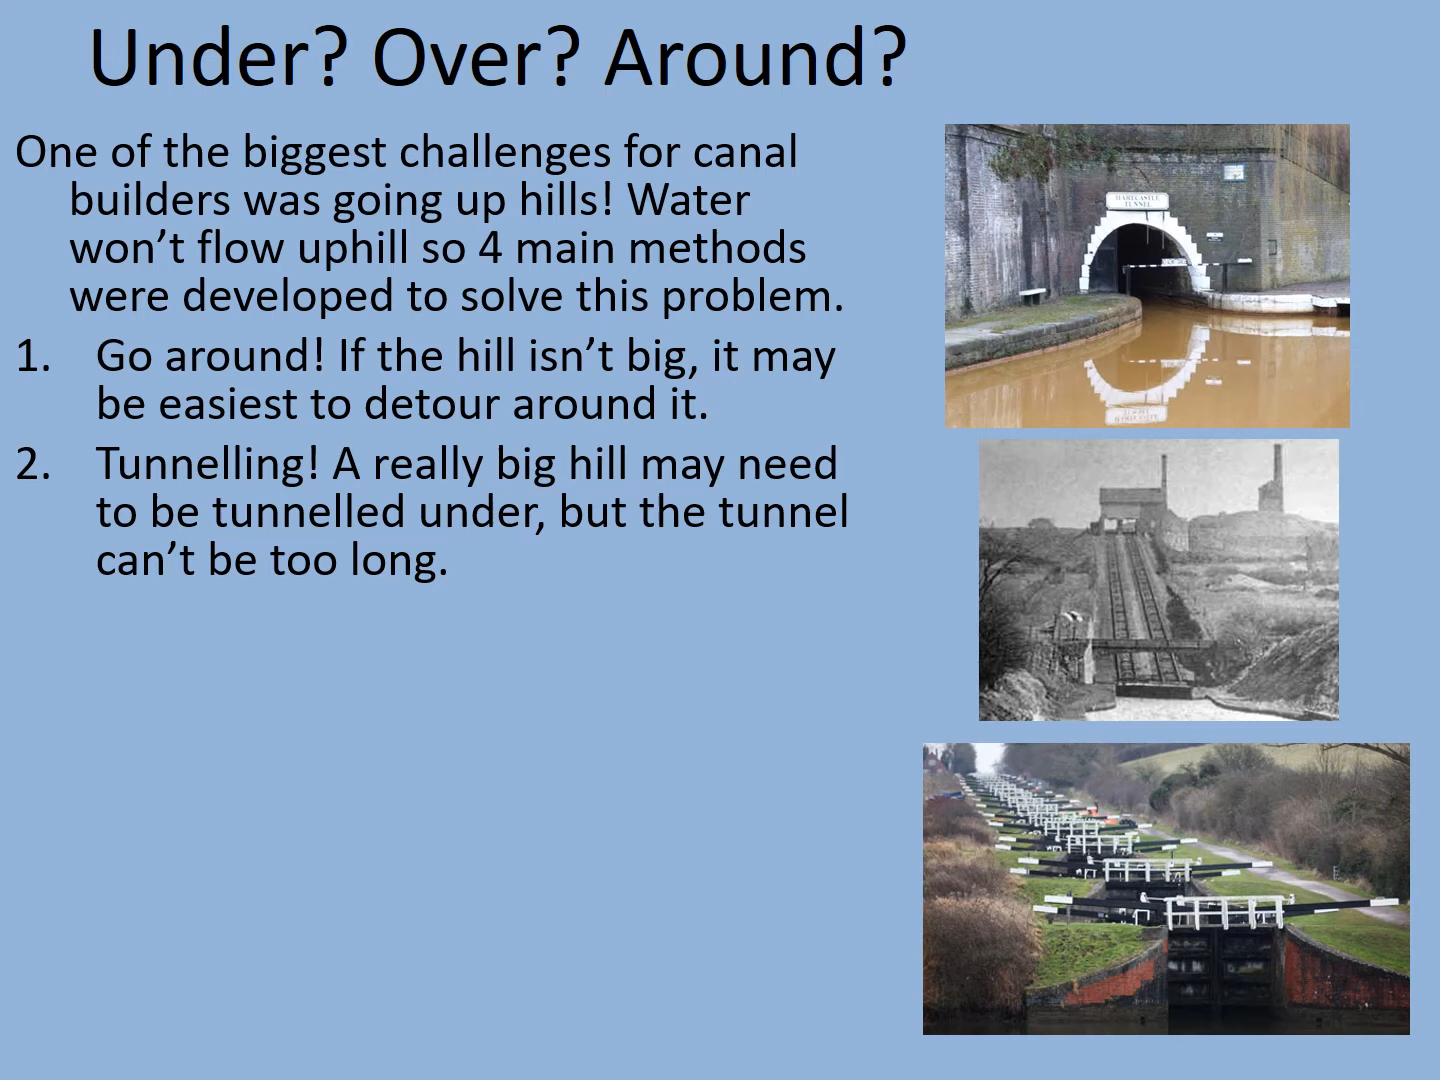 Under? Over? Around?
One of the biggest challenges for canal
builders was going up hills! Water
won’t flow uphill so 4 main methods
were developed to solve this problem.
1. Go around! If the hill isn’t big, it may
be easiest to detour around it.
2. Tunnelling! A really big hill may need
to be tunnelled under, but the tunnel
can’t be too long.
HARECASTLE
TUNNEL